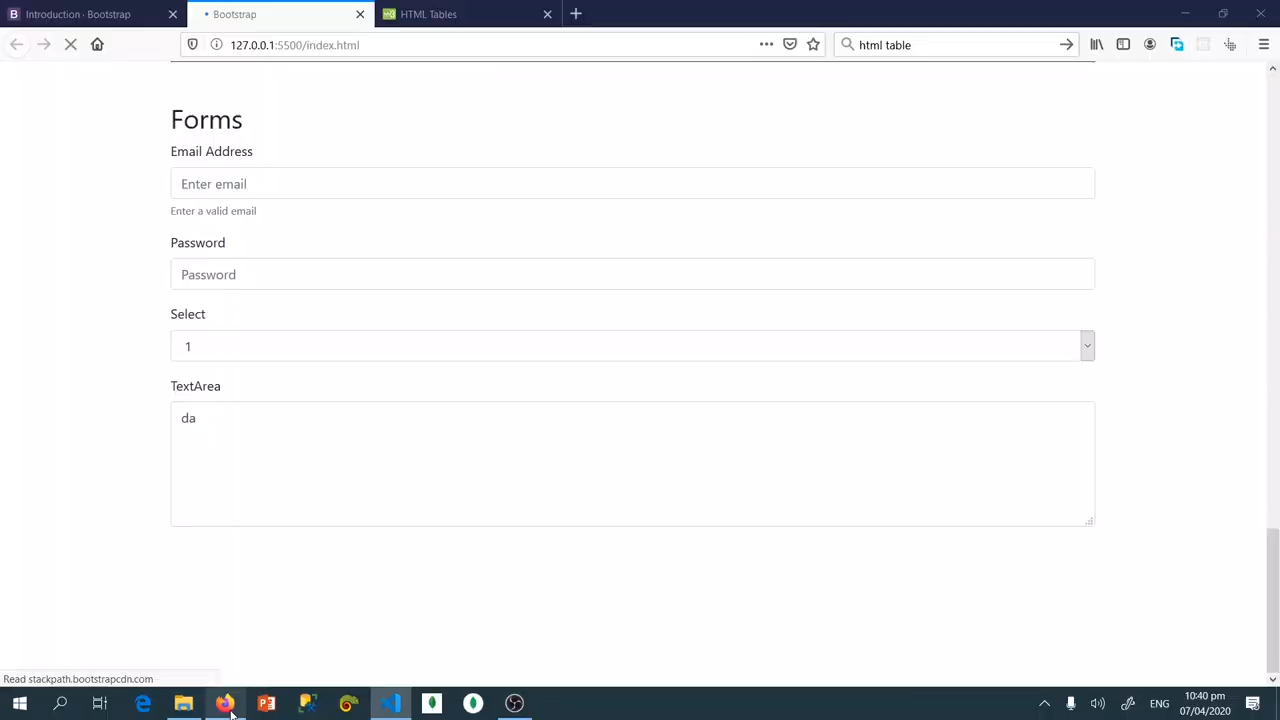 Introduction · Bootstrap
• Bootstrap
HTML Tables
127.0.0.1:5500/index.html
html table
Forms
Email Address
Enter email
Enter a valid email
Password
Password
Select
1
TextArea
da
Read stackpath.bootstrapcdn.com
ENG
10:40 pm
07/04/2020